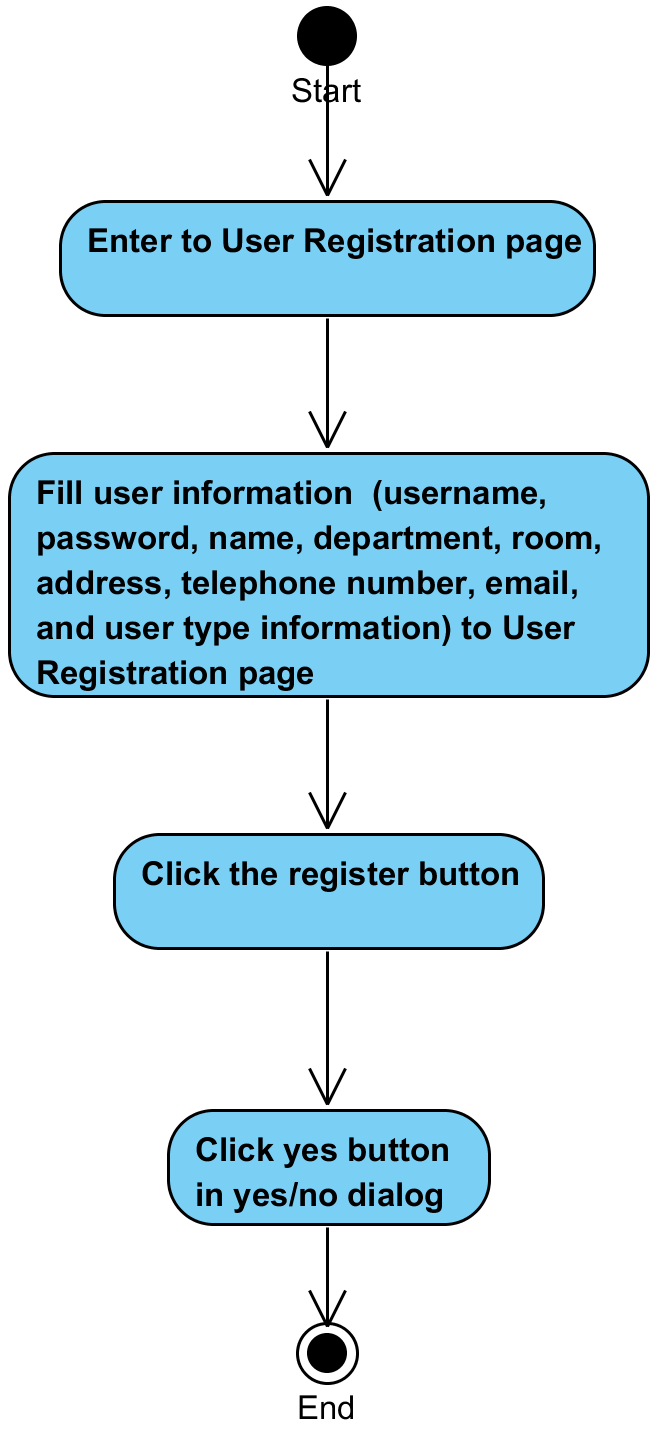 Start
Enter to User Registration page
Fill user information  (username,
password, name, department, room,
address, telephone number, email,
and user type information) to User
Registration page
Click the register button
Click yes button
in yes/no dialog
End